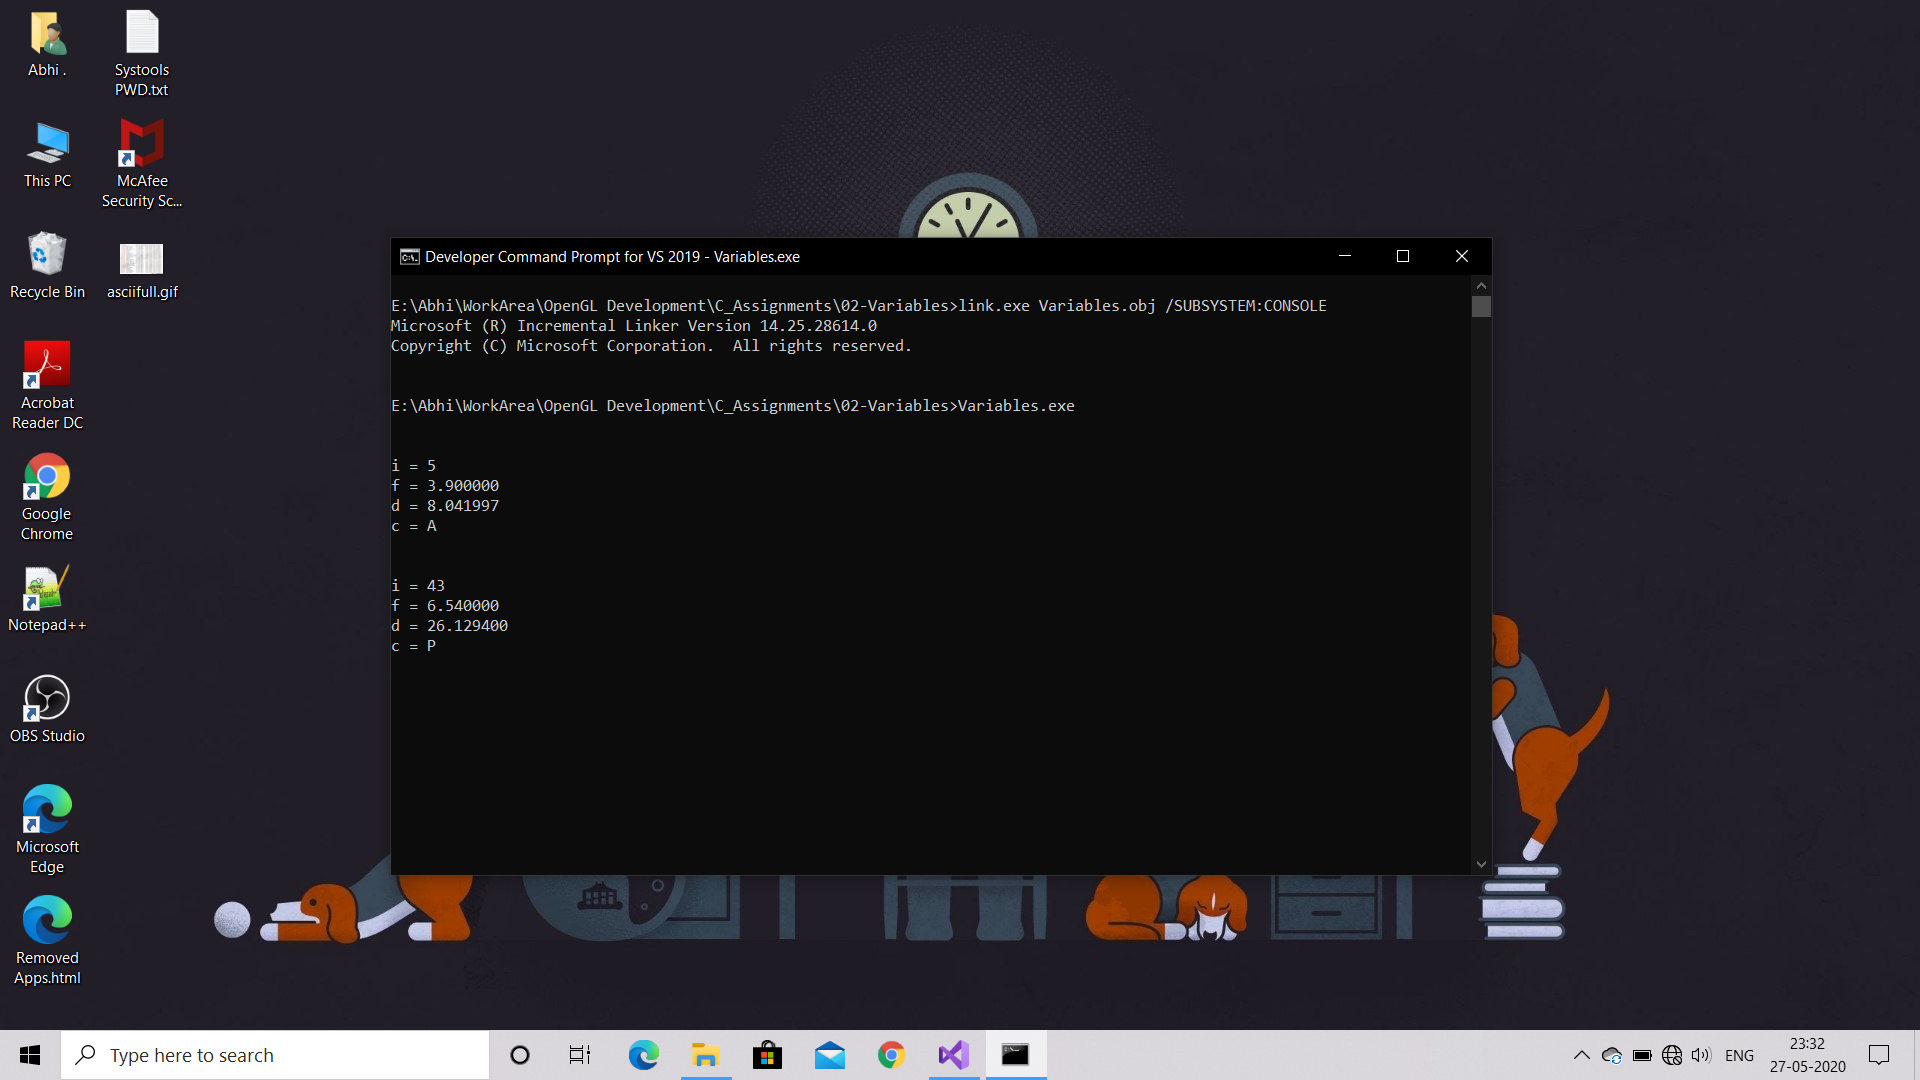 Abhi .
Systools
PWD.txt
This PC
McAfee
Security Sc...
Recycle Bin
asciifull.gif
Acrobat
Reader DC
Google
Chrome
Notepad++
OBS Studio
Microsoft
Edge
Removed
Apps.html
Developer Command Prompt for VS 2019 - Variables.exe
E:\Abhi\WorkArea\OpenGL Development\C_Assignments\02-Variables>link.exe Variables.obj /SUBSYSTEM:CONSOLE
Microsoft (R) Incremental Linker Version 14.25.28614.0
Copyright (C) Microsoft Corporation.  All rights reserved.
E:\Abhi\WorkArea\OpenGL Development\C_Assignments\02-Variables>Variables.exe
i = 5
f = 3.900000
d = 8.041997
c = A
i = 43
f = 6.540000
d = 26.129400
c = P
Type here to search
ENG
23:32
27-05-2020